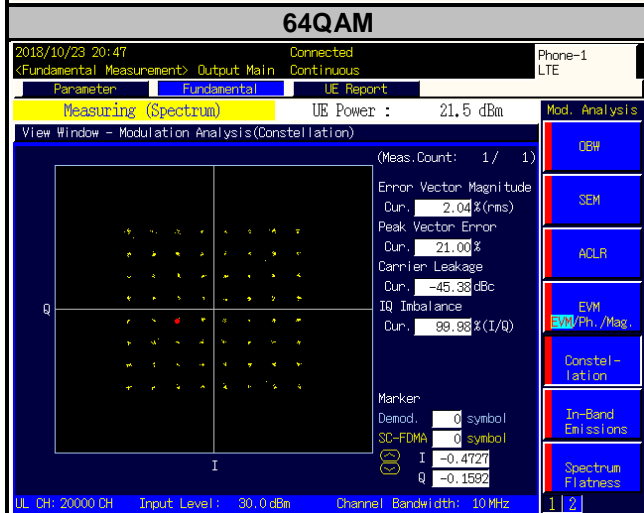 64QAM
2018/10/23 20:47 Connected Phone-1
<Fundamental Measurement> Output Main Continuous LTE
Parameter Fundamental UE Report
Measuring (Spectrum) UE Power : 21.5 dBm Mod. Analysis
View Window - Modulation Analysis(Constellation)
(Meas.Count: 1/ 1)
OBW
Error Vector Magnitude
Cur. 2.04 %(rms)
SEM
Peak Vector Error
Cur. 21.00 %
ACLR
Carrier Leakage
Cur. -45.38 dBc
IQ Imbalance
Cur. 99.98 %(I/Q)
EVM
EVM/Ph./Mag.
Q
Constel-
lation
Marker
Demod. 0 symbol
SC-FDMA 0 symbol
In-Band
Emissions
I -0.4727
Q -0.1592
I
Spectrum
Flatness
UL CH: 20000 CH Input Level: 30.0 dBm Channel Bandwidth: 10 MHz 1 2